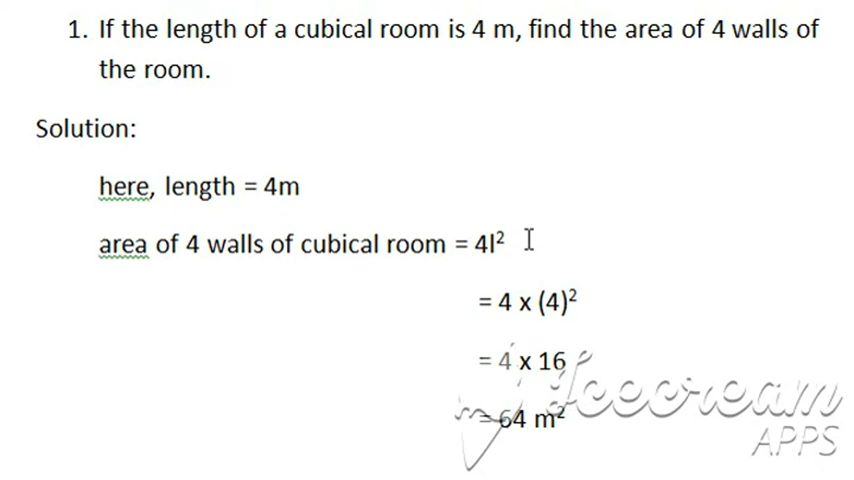 1. If the length of a cubical room is 4 m, find the area of 4 walls of
the room.
Solution:
here, length = 4m
area of 4 walls of cubical room = 4l²
= 4 x (4)²
= 4 x 16
= 64 m²
Icecream
APPS